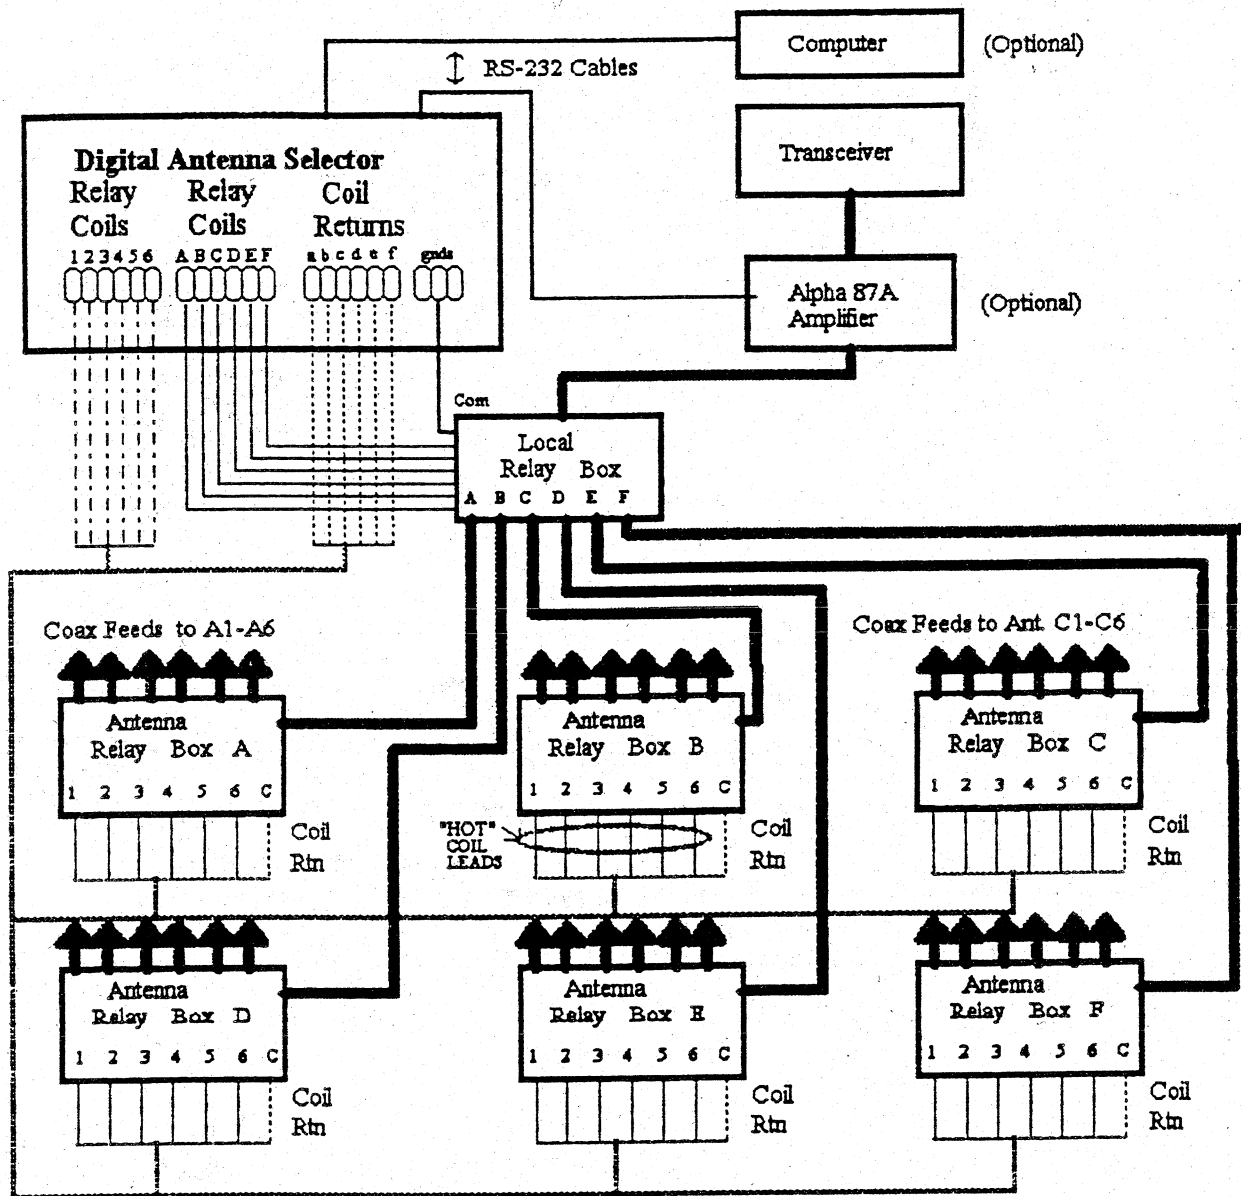 Computer
(Optional)
RS-232 Cables
Transceiver
Digital Antenna Selector
Relay Coils
Relay Coils
Coil Returns
1 2 3 4 5 6
A B C D E F
a b c d e f
gnds
Alpha 87A
Amplifier
(Optional)
Com
Local
Relay Box
A B C D E F
Coax Feeds to A1-A6
Coax Feeds to Ant. C1-C6
Antenna
Relay Box A
1 2 3 4 5 6 C
Coil
Rtn
Antenna
Relay Box B
1 2 3 4 5 6 C
"HOT"
COIL
LEADS
Coil
Rtn
Antenna
Relay Box C
1 2 3 4 5 6 C
Coil
Rtn
Antenna
Relay Box D
1 2 3 4 5 6 C
Coil
Rtn
Antenna
Relay Box E
1 2 3 4 5 6 C
Coil
Rtn
Antenna
Relay Box F
1 2 3 4 5 6 C
Coil
Rtn